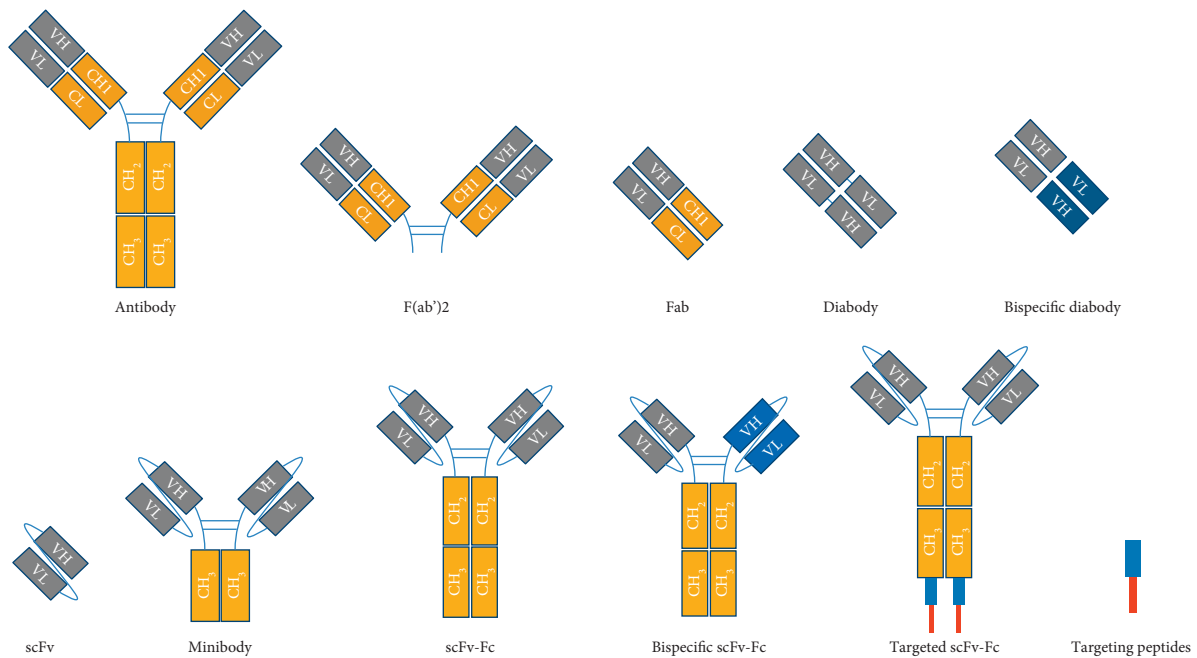 VH
VL
CH1
CL
VH
VL
CH1
CL
CH₂
CH₂
CH₃
CH₃
Antibody
VH
VL
CH1
CL
VH
VL
CH1
CL
F(ab')2
VH
VL
CH1
CL
Fab
VH
VL
VL
VH
Diabody
VH
VL
VL
VH
Bispecific diabody
VH
VL
scFv
VH
VL
VH
VL
CH₃
CH₃
Minibody
VH
VL
VH
VL
CH₂
CH₂
CH₃
CH₃
scFv-Fc
VH
VL
VH
VL
CH₂
CH₂
CH₃
CH₃
Bispecific scFv-Fc
VH
VL
VH
VL
CH₂
CH₂
CH₃
CH₃
Targeted scFv-Fc
Targeting peptides